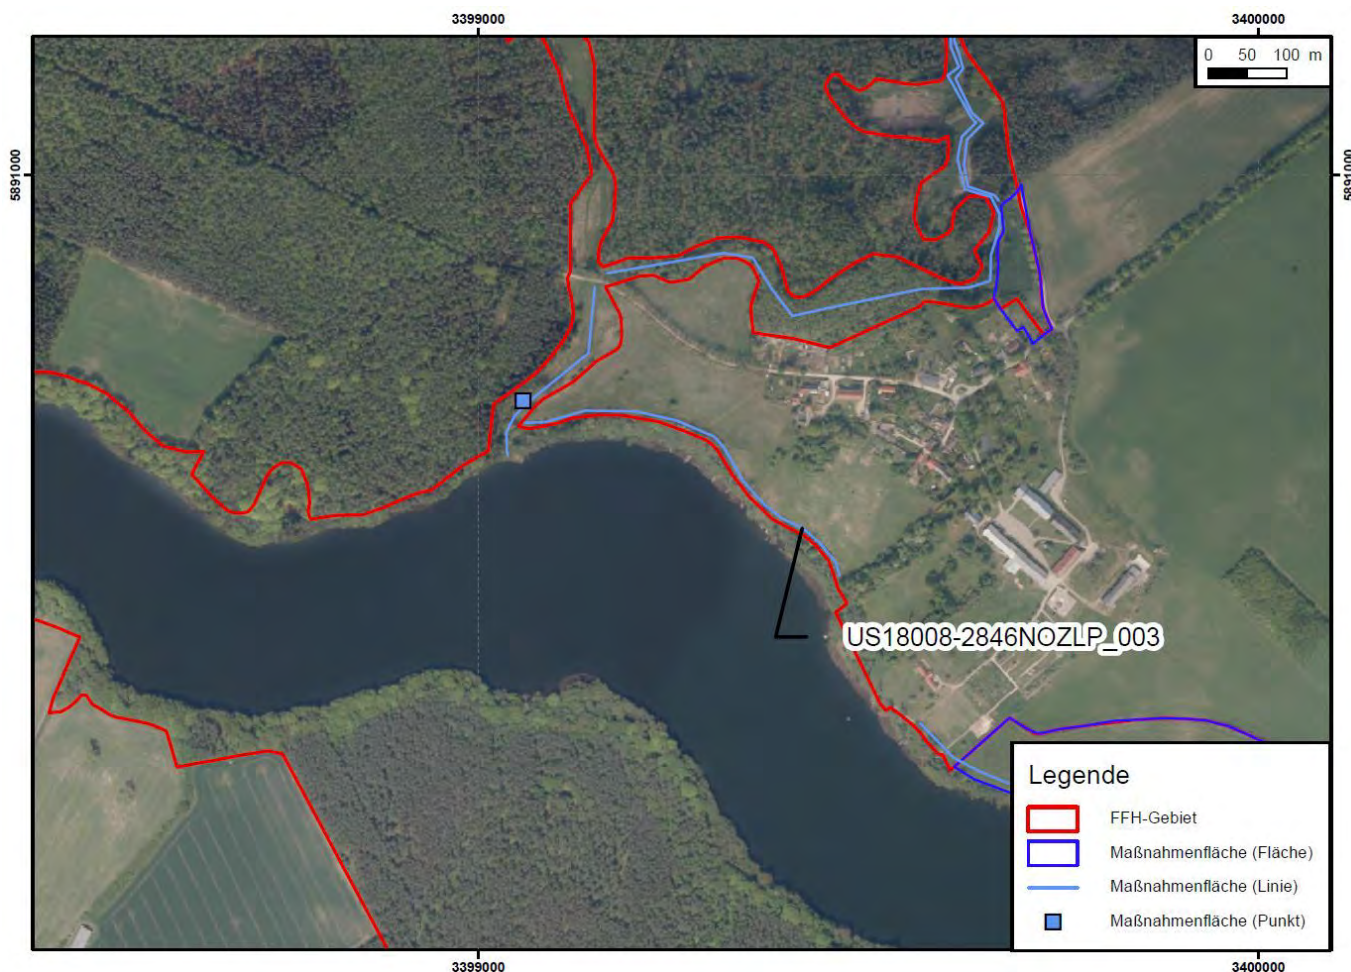 3399000
3400000
0 50 100 m
5891000
5891000
US18008-2846NOZLP_003
Legende
FFH-Gebiet
Maßnahmenfläche (Fläche)
Maßnahmenfläche (Linie)
Maßnahmenfläche (Punkt)
3399000
3400000